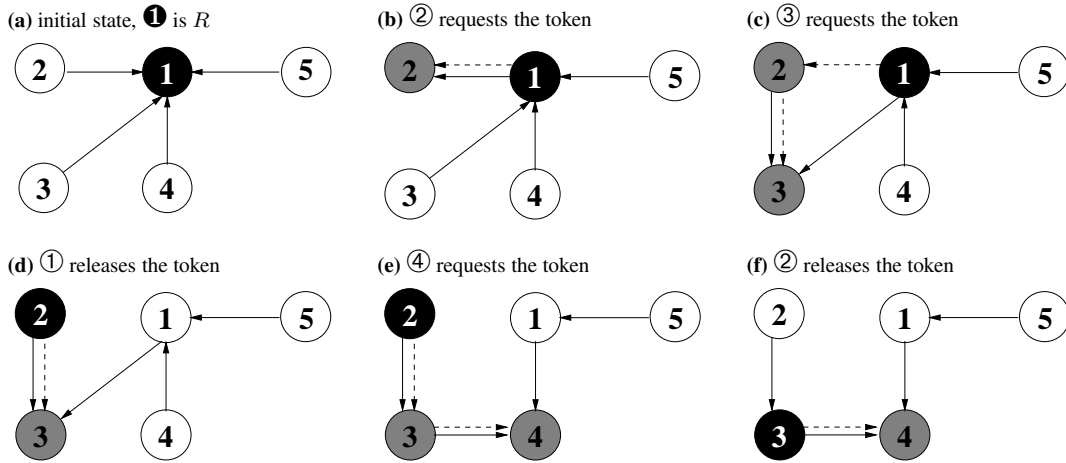 (a) initial state, ❶ is R
(b) ② requests the token
(c) ③ requests the token
2 1 5
2 1 5
2 1 5
3 4
3 4
3 4
(d) ① releases the token
(e) ④ requests the token
(f) ② releases the token
2 1 5
2 1 5
2 1 5
3 4
3 4
3 4